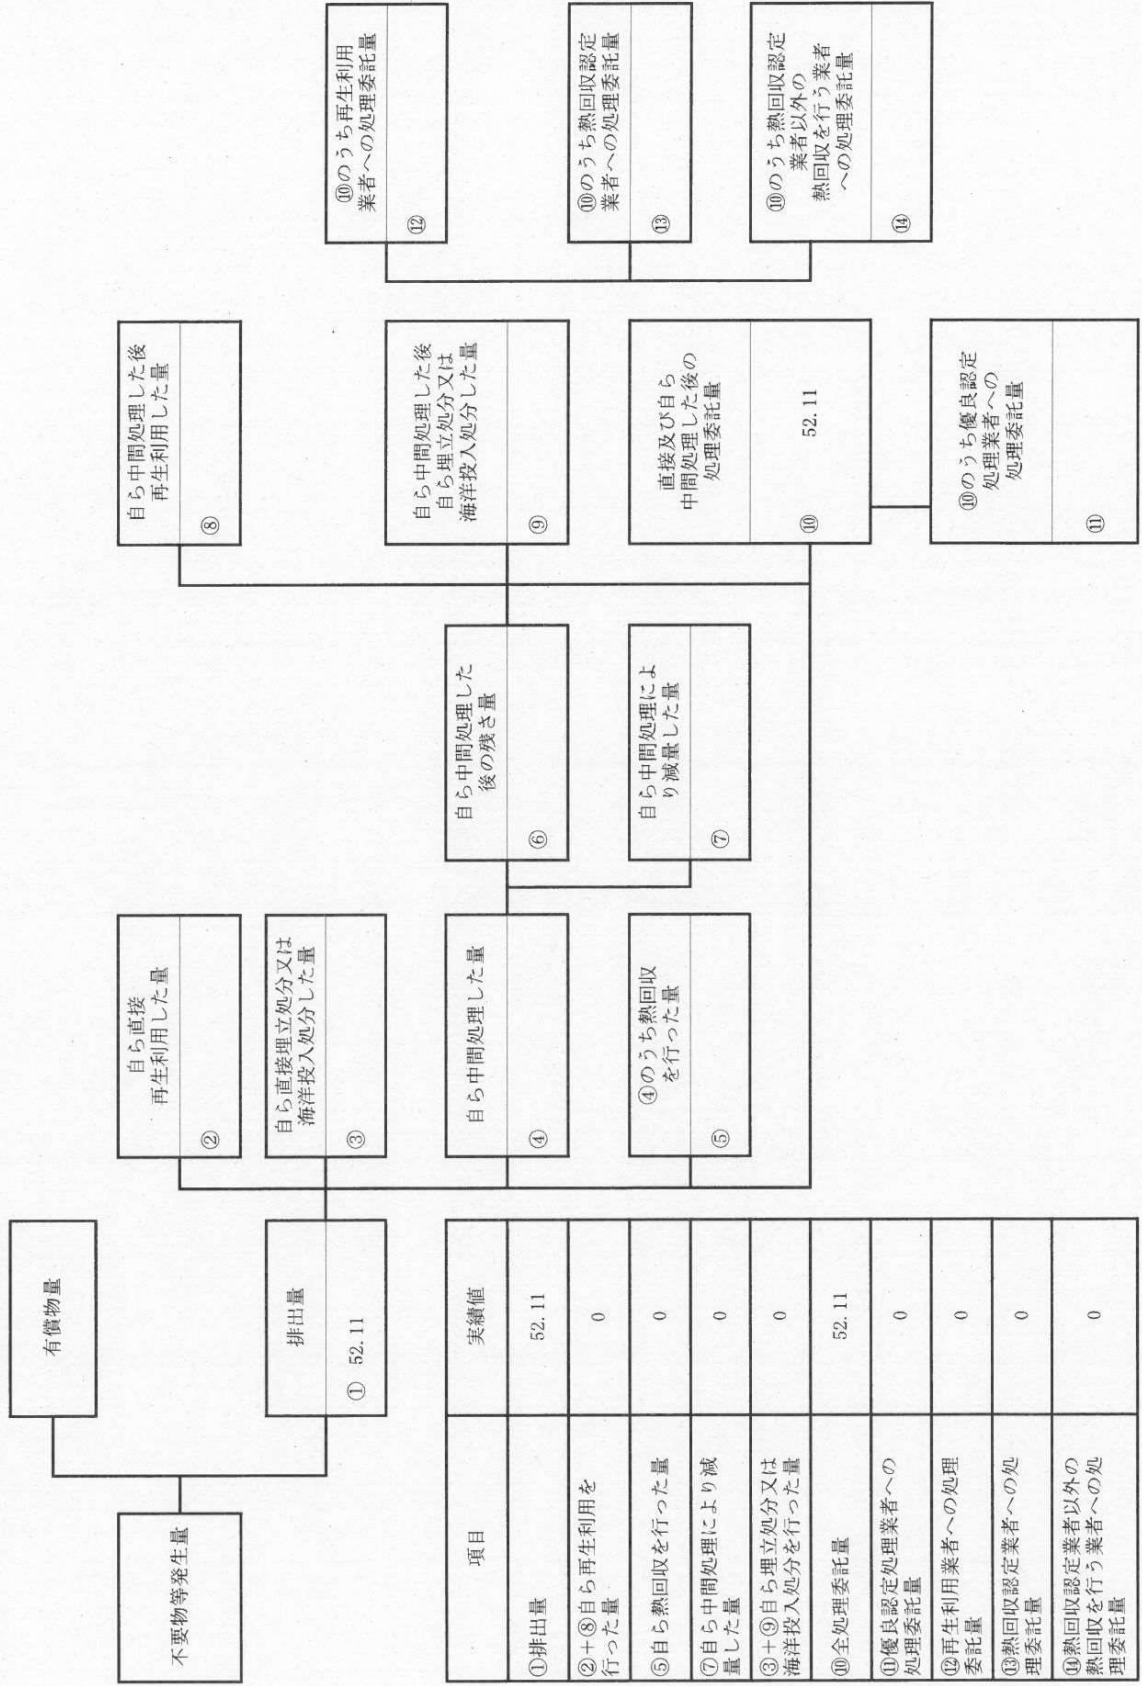 不要物等発生量
有償物量
排出量
① 52.11
自ら直接
再生利用した量
②
自ら直接埋立処分又は
海洋投入処分した量
③
自ら中間処理した量
④
④のうち熱回収
を行った量
⑤
自ら中間処理した
後の残さ量
⑥
自ら中間処理によ
り減量した量
⑦
自ら中間処理した後
再生利用した量
⑧
自ら中間処理した後
自ら埋立処分又は
海洋投入処分した量
⑨
直接及び自ら
中間処理した後の
処理委託量
⑩ 52.11
⑩のうち優良認定
処理業者への
処理委託量
⑪
⑩のうち再生利用
業者への処理委託量
⑫
⑩のうち熱回収認定
業者への処理委託量
⑬
⑩のうち熱回収認定
業者以外の
熱回収を行う業者
への処理委託量
⑭
項目 実績値
①排出量 52.11
②+⑧自ら再生利用を
行った量 0
⑤自ら熱回収を行った量 0
⑦自ら中間処理により減
量した量 0
③+⑨自ら埋立処分又は
海洋投入処分を行った量 0
⑩全処理委託量 52.11
⑪優良認定処理業者への
処理委託量 0
⑫再生利用業者への処理
委託量 0
⑬熱回収認定業者への処
理委託量 0
⑭熱回収認定業者以外の
熱回収を行う業者への処
理委託量 0